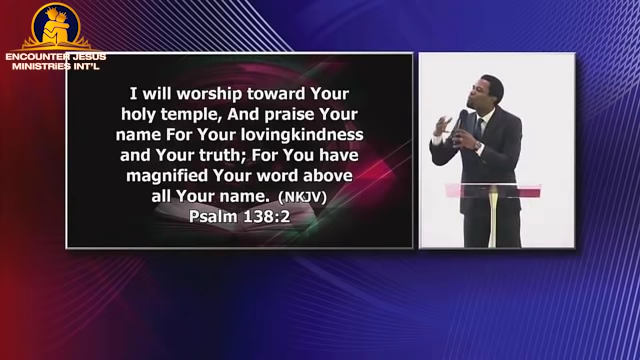 ENCOUNTER JESUS
MINISTRIES INT'L
I will worship toward Your
holy temple, And praise Your
name For Your lovingkindness
and Your truth; For You have
magnified Your word above
all Your name. (NKJV)
Psalm 138:2